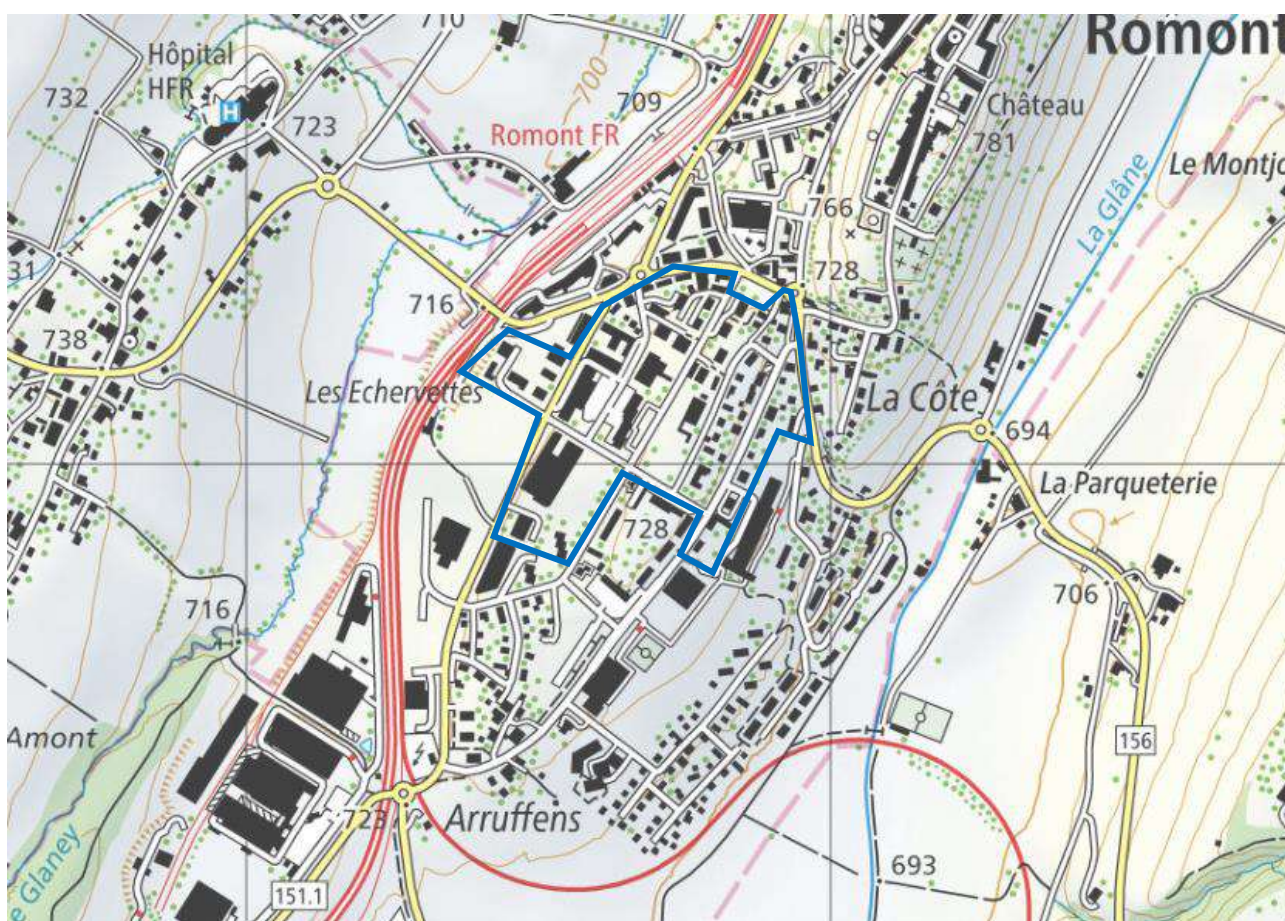 710
Romont
Hôpital
HFR
732
H
723
700
709
Romont FR
Château
781
La Glâne
Le Montjo
766
31
728
716
738
Les Echervettes
La Côte
694
La Parqueterie
728
716
706
Amont
156
723
Arruffens
693
151.1
e Glaney